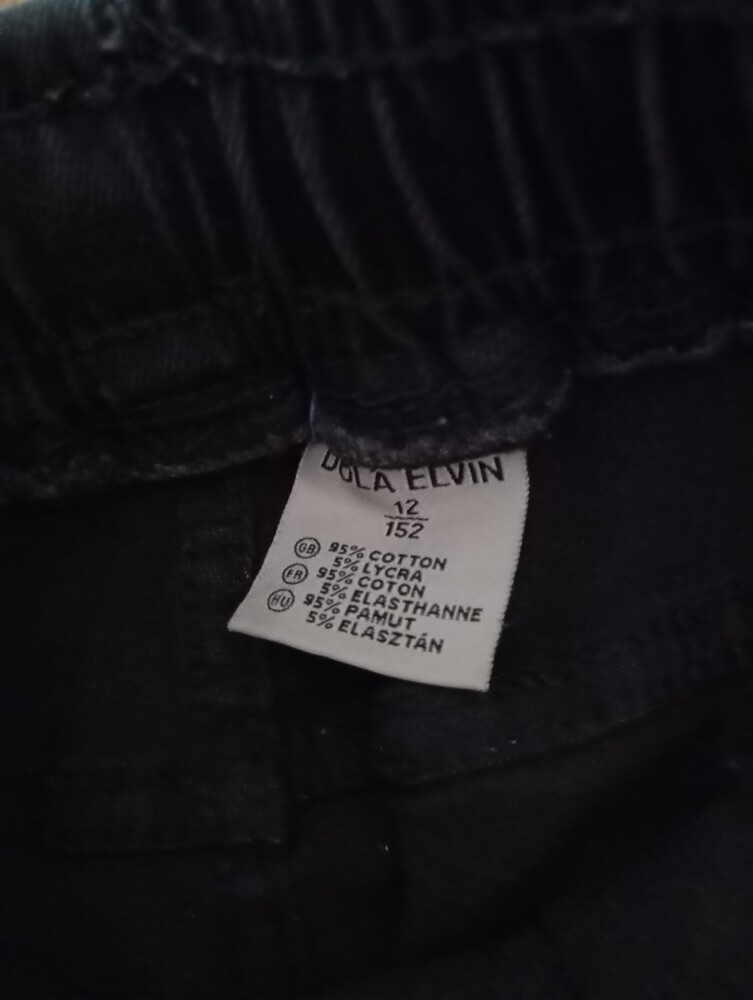 DOLA ELVIN
12
152
GB 95% COTTON
5% LYCRA
FR 95% COTON
5% ELASTHANNE
HU 95% PAMUT
5% ELASZTÁN